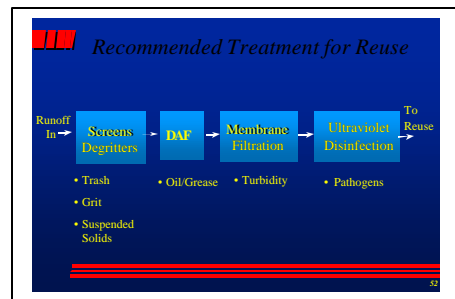 Recommended Treatment for Reuse
Runoff
In
Screens
Degritters
DAF
Membrane
Filtration
Ultraviolet
Disinfection
To
Reuse
• Trash
• Grit
• Suspended
Solids
• Oil/Grease
• Turbidity
• Pathogens
52